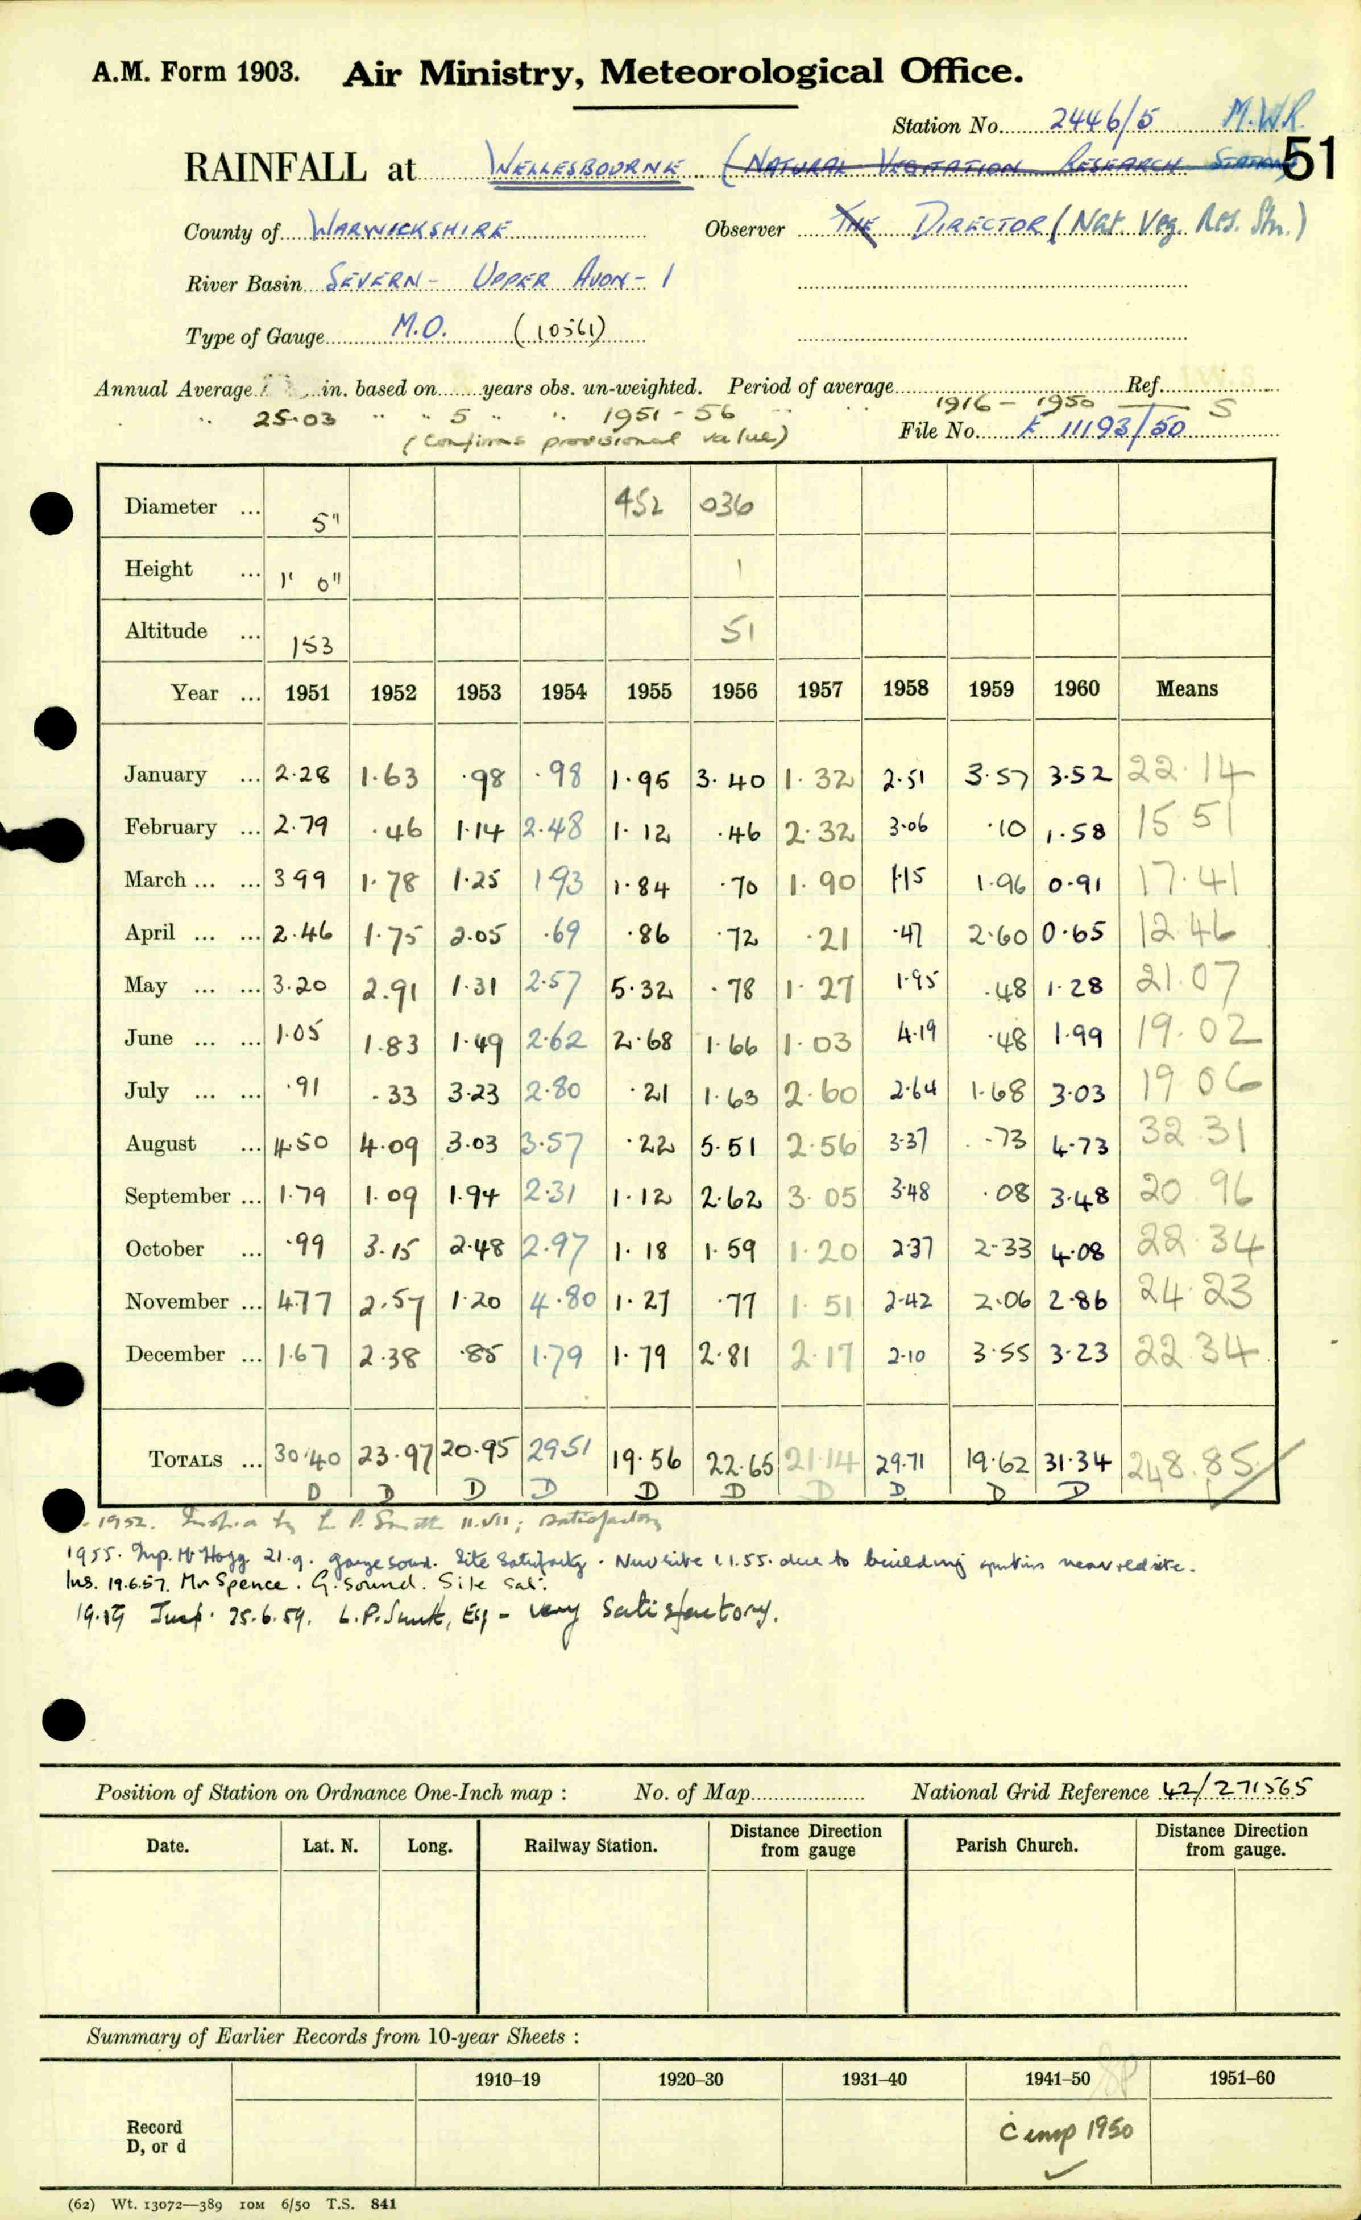 A.M. Form 1903. Air Ministry, Meteorological Office.
Station No. 2446/5 M.W.R.
RAINFALL at WELLESBOURNE (NATURAL VEGITATION RESEARCH STATION) 51
County of WARWICKSHIRE Observer THE DIRECTOR (Nat. Veg. Res. Stn.)
River Basin SEVERN - UPPER AVON - 1
Type of Gauge M.O. (10561)
Annual Average in. based on years obs. un-weighted. Period of average 1916 - 1950 Ref. S
" 25.03 " " 5 " " 1951 - 56 " "
(confirms provisional value) File No. F 11193/50
Diameter ... 5" 452 036
Height ... 1' 0" 1
Altitude ... 153 51
Year ... 1951 1952 1953 1954 1955 1956 1957 1958 1959 1960 Means
January ... 2.28 1.63 .98 .98 1.95 3.40 1.32 2.51 3.57 3.52 22.14
February ... 2.79 .46 1.14 2.48 1.12 .46 2.32 3.06 .10 1.58 15 51
March ... ... 3 99 1.78 1.25 1 93 1.84 .70 1.90 1.15 1.96 0.91 17.41
April ... ... 2.46 1.75 2.05 .69 .86 .72 .21 .47 2.60 0.65 12.46
May ... ... 3.20 2.91 1.31 2.57 5.32 .78 1.27 1.95 .48 1.28 21.07
June ... ... 1.05 1.83 1.49 2.62 2.68 1.66 1.03 4.19 .48 1.99 19.02
July ... ... .91 .33 3.23 2.80 .21 1.63 2.60 2.64 1.68 3.03 19 06
August ... 4.50 4.09 3.03 3.57 .22 5.51 2.56 3.37 .73 4.73 32.31
September ... 1.79 1.09 1.94 2.31 1.12 2.62 3.05 3.48 .08 3.48 20 96
October ... .99 3.15 2.48 2.97 1.18 1.59 1.20 2.37 2.33 4.08 22.34
November ... 4.77 2.57 1.20 4.80 1.27 .77 1.51 2.42 2.06 2.86 24.23
December ... 1.67 2.38 .85 1.79 1.79 2.81 2.17 2.10 3.55 3.23 22.34
TOTALS ... 30.40 23.97 20.95 29.51 19.56 22.65 21.14 29.71 19.62 31.34 248.85
D D D D D D D D D D
1952. by L. P. Smith 11.VII; satisfactory
1955. Insp. Mr Hogg 21.9. gauge sound. Site Satisfactory. New site 1.1.55. due to building near old site.
Ins. 19.6.57. Mr Spence. G. sound. Site sat.
19.59 Insp. 25.6.59. L.P. Smith, Esq - very satisfactory.
Position of Station on Ordnance One-Inch map : No. of Map National Grid Reference 42/271565
Date. Lat. N. Long. Railway Station. Distance from gauge Direction Parish Church. Distance from gauge. Direction
Summary of Earlier Records from 10-year Sheets :
1910–19 1920–30 1931–40 1941–50 1951–60
Record D, or d Comp 1950
(62) Wt. 13072—389 10M 6/50 T.S. 841